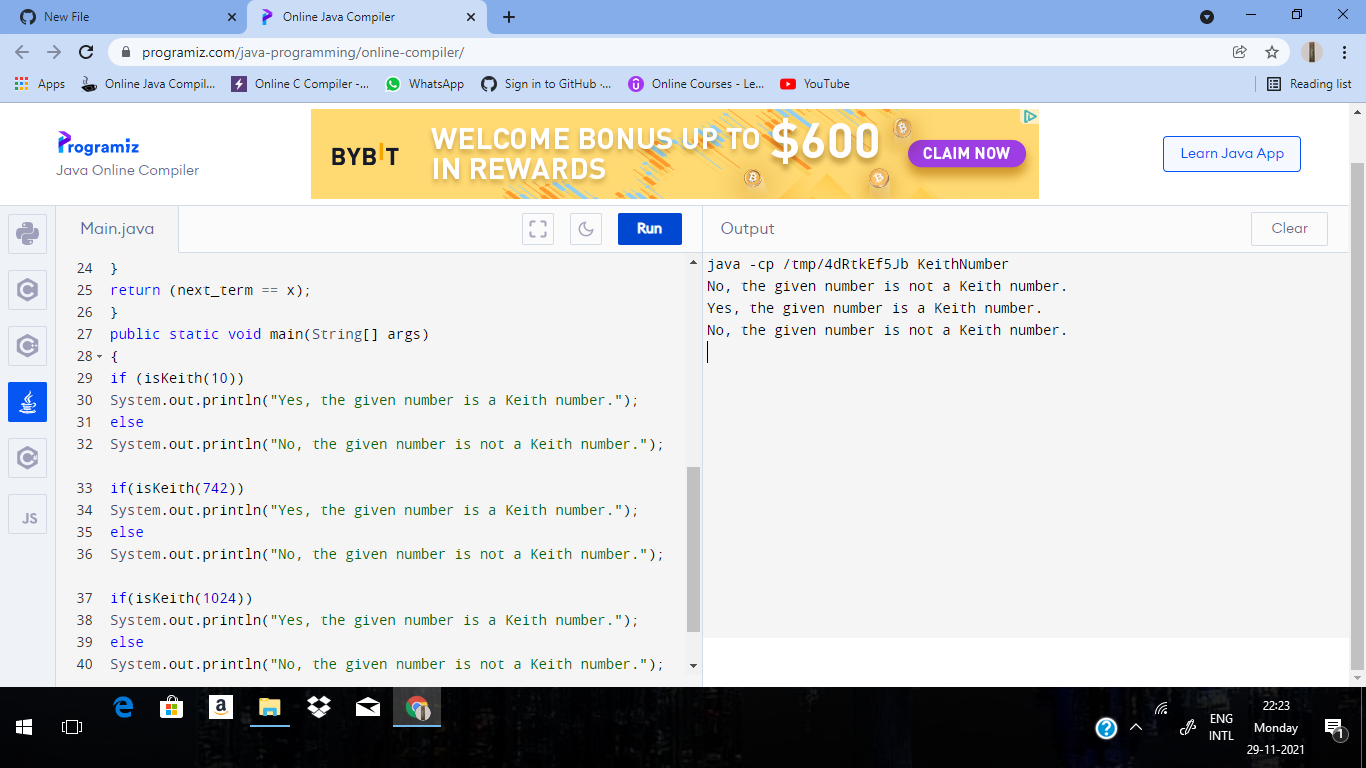 New File
Online Java Compiler
programiz.com/java-programming/online-compiler/
Apps
Online Java Compil...
Online C Compiler -...
WhatsApp
Sign in to GitHub ·...
Online Courses - Le...
YouTube
Reading list
Programiz
Java Online Compiler
BYBIT
WELCOME BONUS UP TO $600
IN REWARDS
CLAIM NOW
Learn Java App
Main.java
Run
Output
Clear
24 }
25 return (next_term == x);
26 }
27 public static void main(String[] args)
28 {
29 if (isKeith(10))
30 System.out.println("Yes, the given number is a Keith number.");
31 else
32 System.out.println("No, the given number is not a Keith number.");
33 if(isKeith(742))
34 System.out.println("Yes, the given number is a Keith number.");
35 else
36 System.out.println("No, the given number is not a Keith number.");
37 if(isKeith(1024))
38 System.out.println("Yes, the given number is a Keith number.");
39 else
40 System.out.println("No, the given number is not a Keith number.");
JS
java -cp /tmp/4dRtkEf5Jb KeithNumber
No, the given number is not a Keith number.
Yes, the given number is a Keith number.
No, the given number is not a Keith number.
ENG
INTL
22:23
Monday
29-11-2021
1